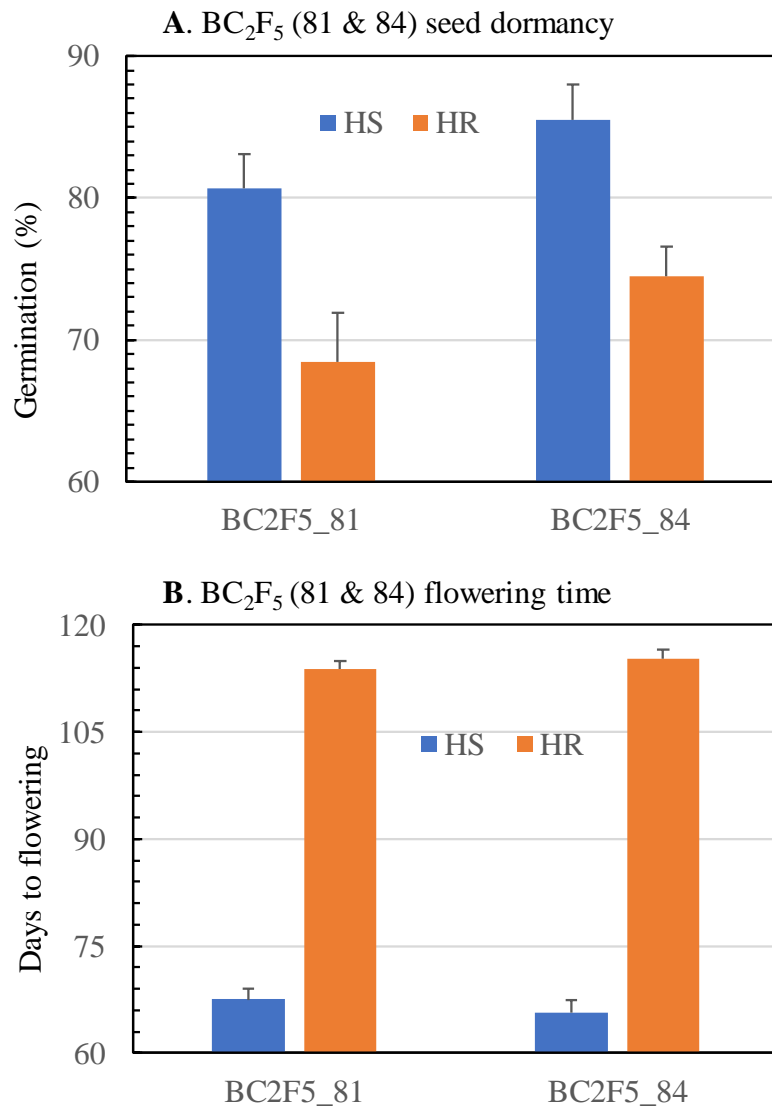 A. BC₂F₅ (81 & 84) seed dormancy
90
HS HR
80
Germination (%)
70
60
BC2F5_81 BC2F5_84
B. BC₂F₅ (81 & 84) flowering time
120
105
HS HR
Days to flowering
90
75
60
BC2F5_81 BC2F5_84